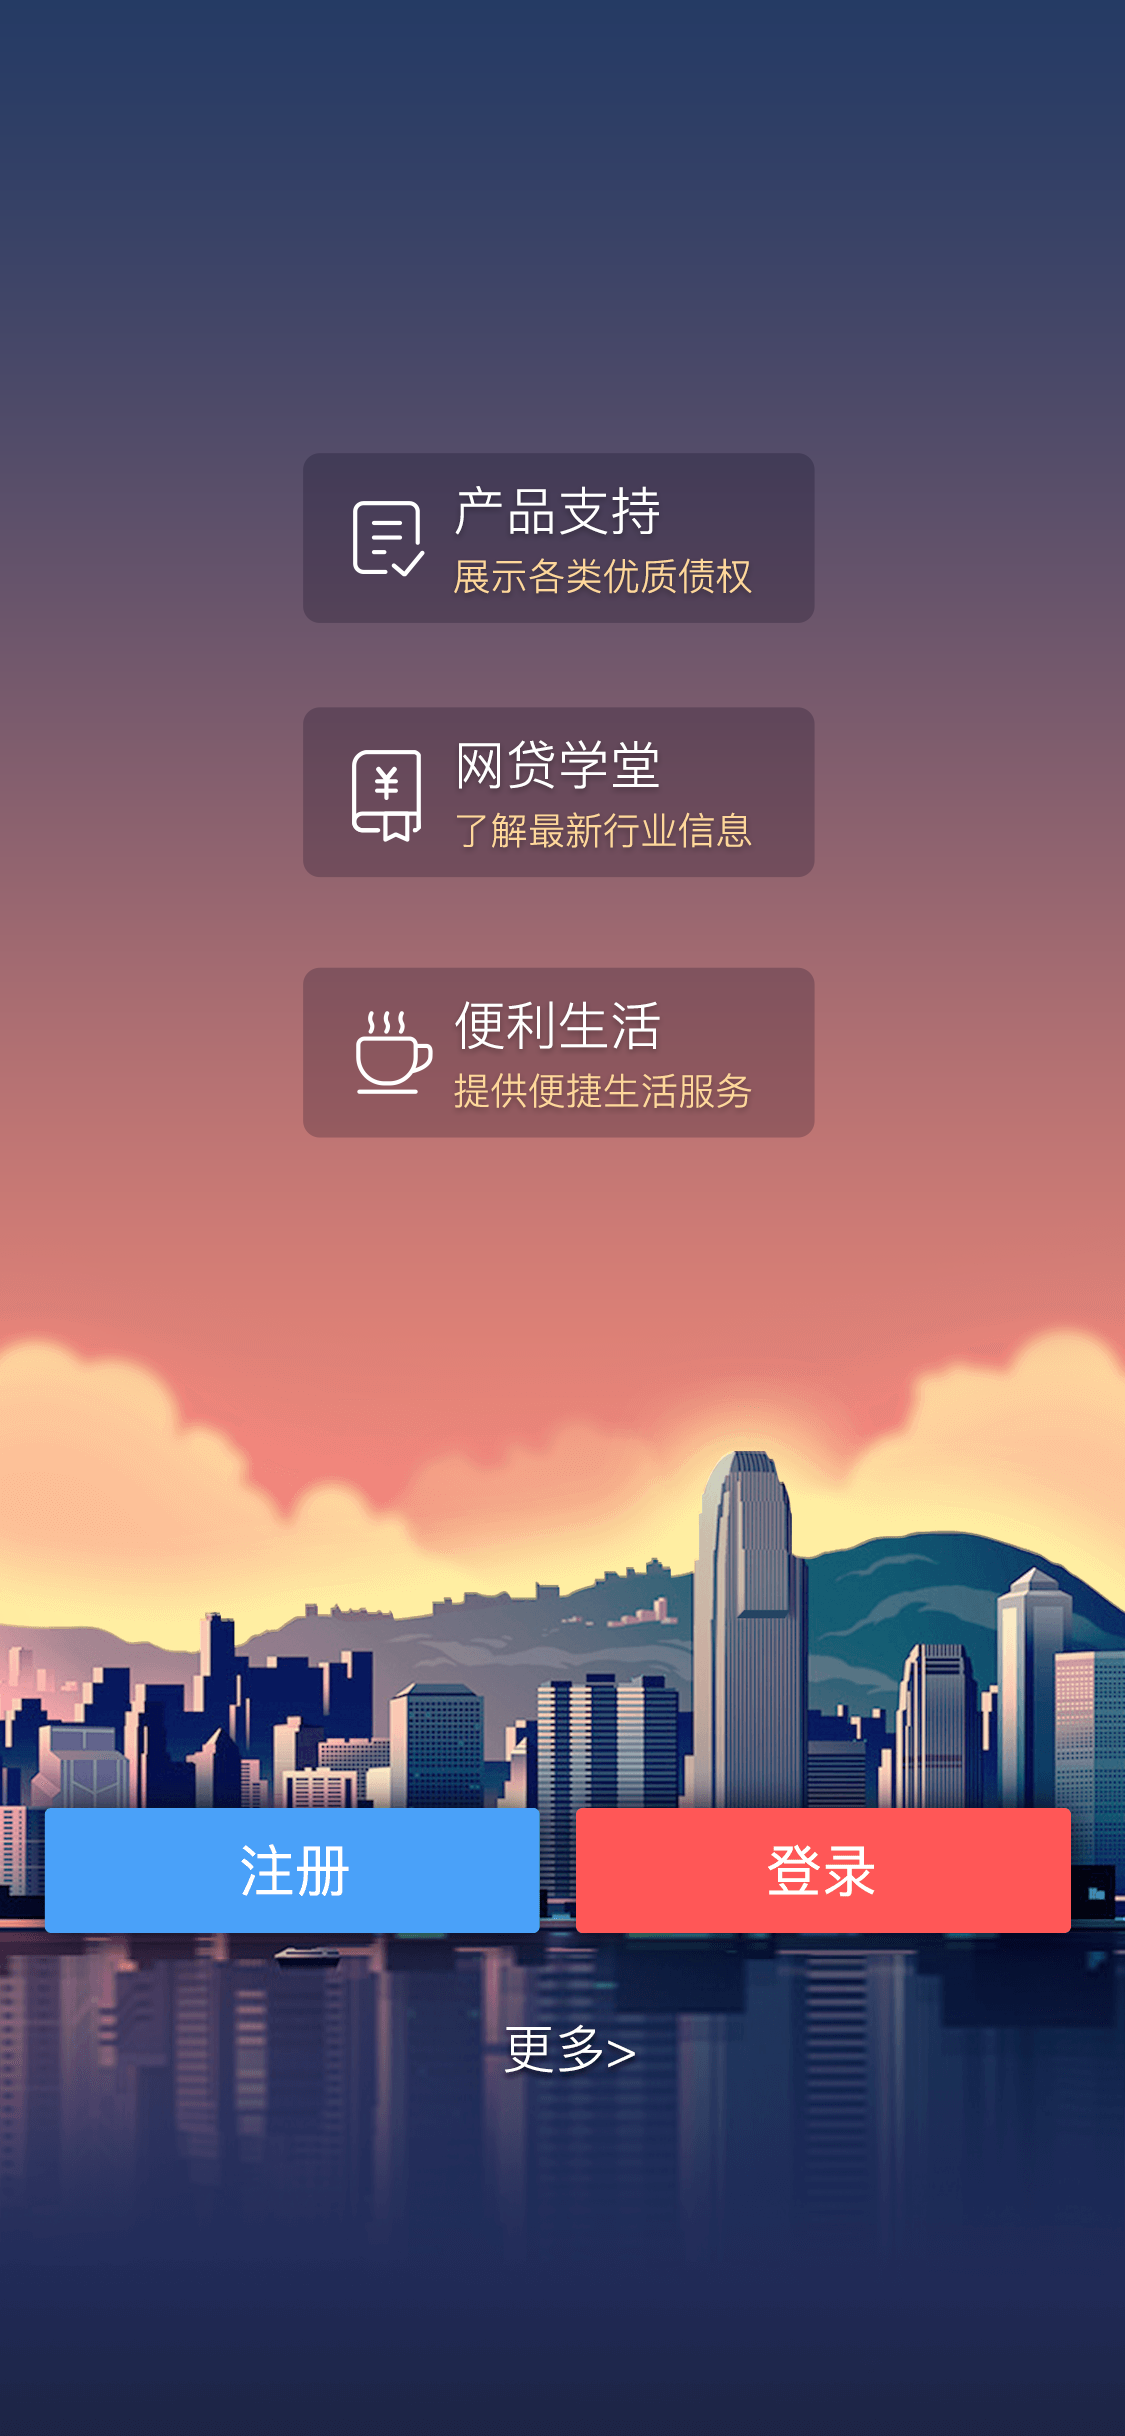 产品支持
展示各类优质债权
¥
网贷学堂
了解最新行业信息
便利生活
提供便捷生活服务
注册
登录
更多>